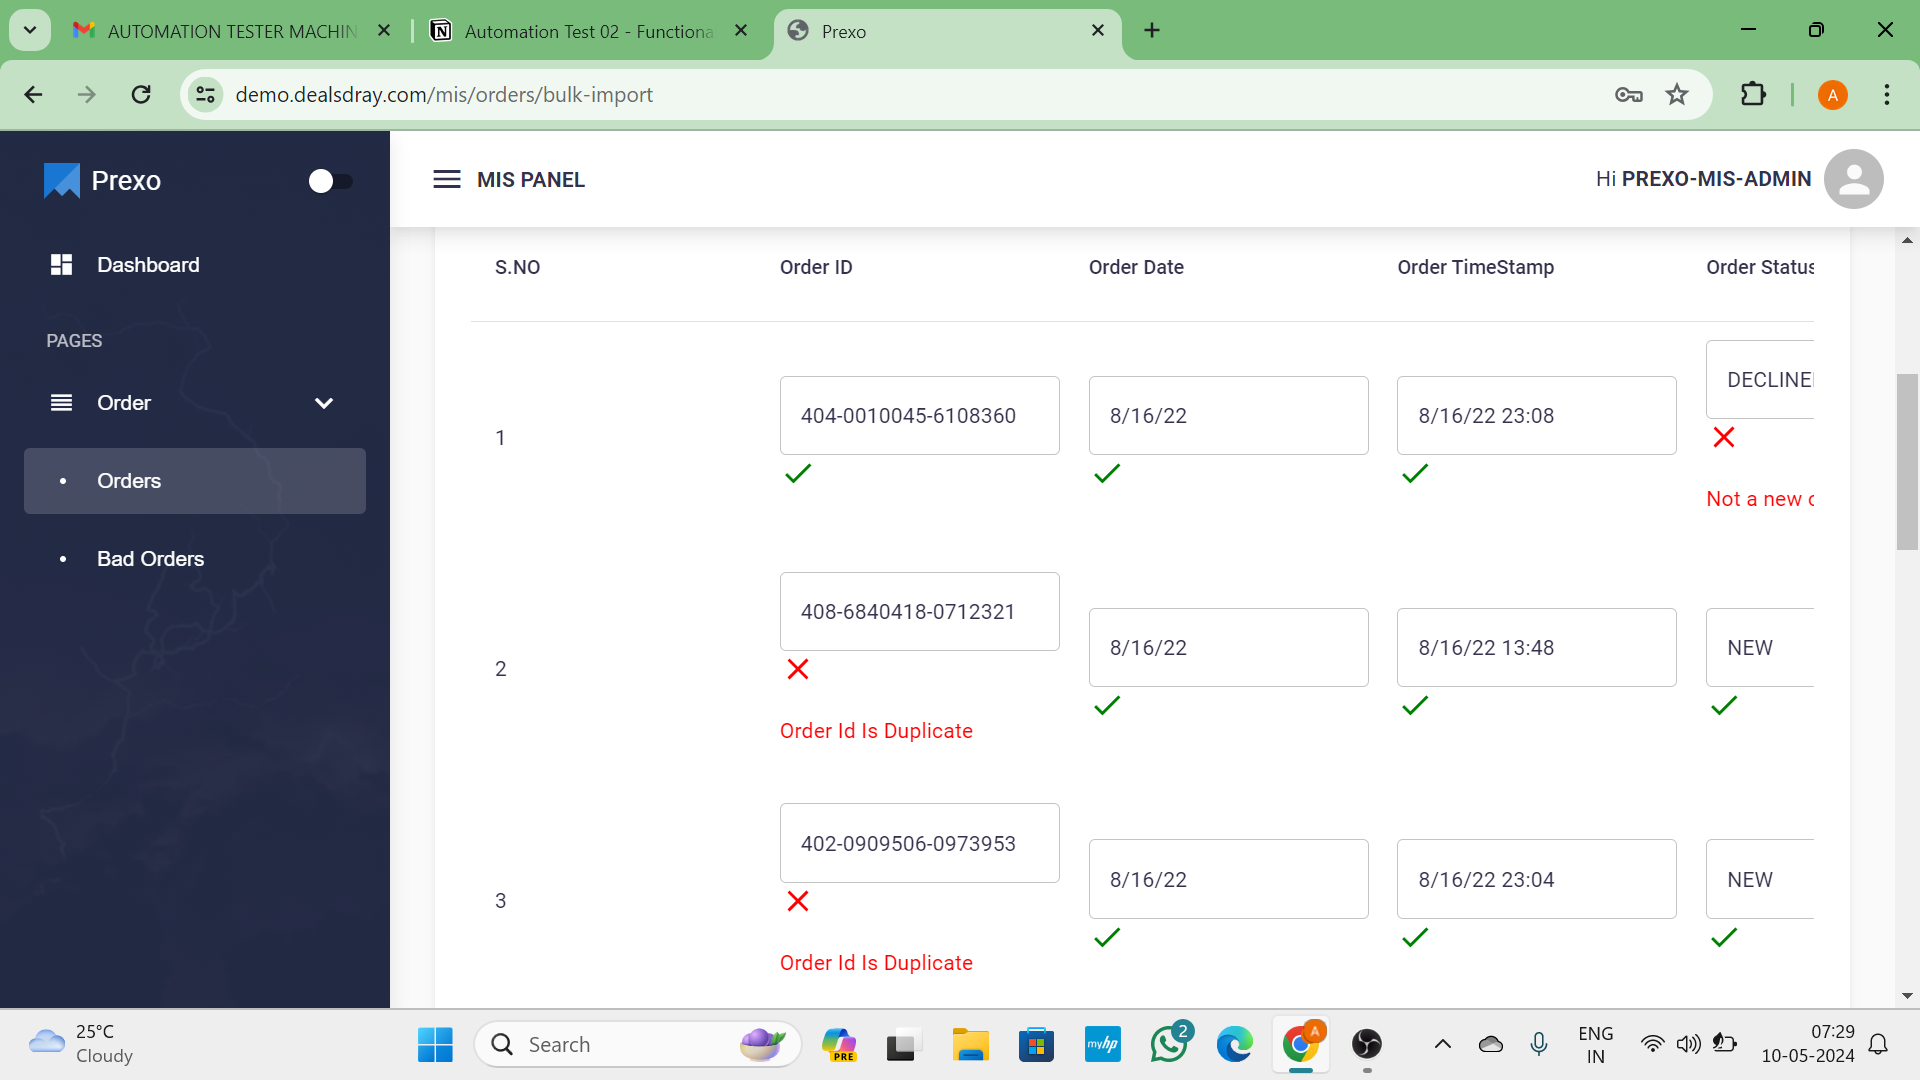 AUTOMATION TESTER MACHIN
Automation Test 02 - Functiona
Prexo
demo.dealsdray.com/mis/orders/bulk-import
A
Prexo
MIS PANEL
Hi PREXO-MIS-ADMIN
Dashboard
PAGES
Order
Orders
Bad Orders
S.NO Order ID Order Date Order TimeStamp Order Status
1 404-0010045-6108360 8/16/22 8/16/22 23:08 DECLINED
Not a new o
2 408-6840418-0712321 8/16/22 8/16/22 13:48 NEW
Order Id Is Duplicate
3 402-0909506-0973953 8/16/22 8/16/22 23:04 NEW
Order Id Is Duplicate
25°C
Cloudy
Search
PRE
myhp
2
A
ENG
IN
07:29
10-05-2024